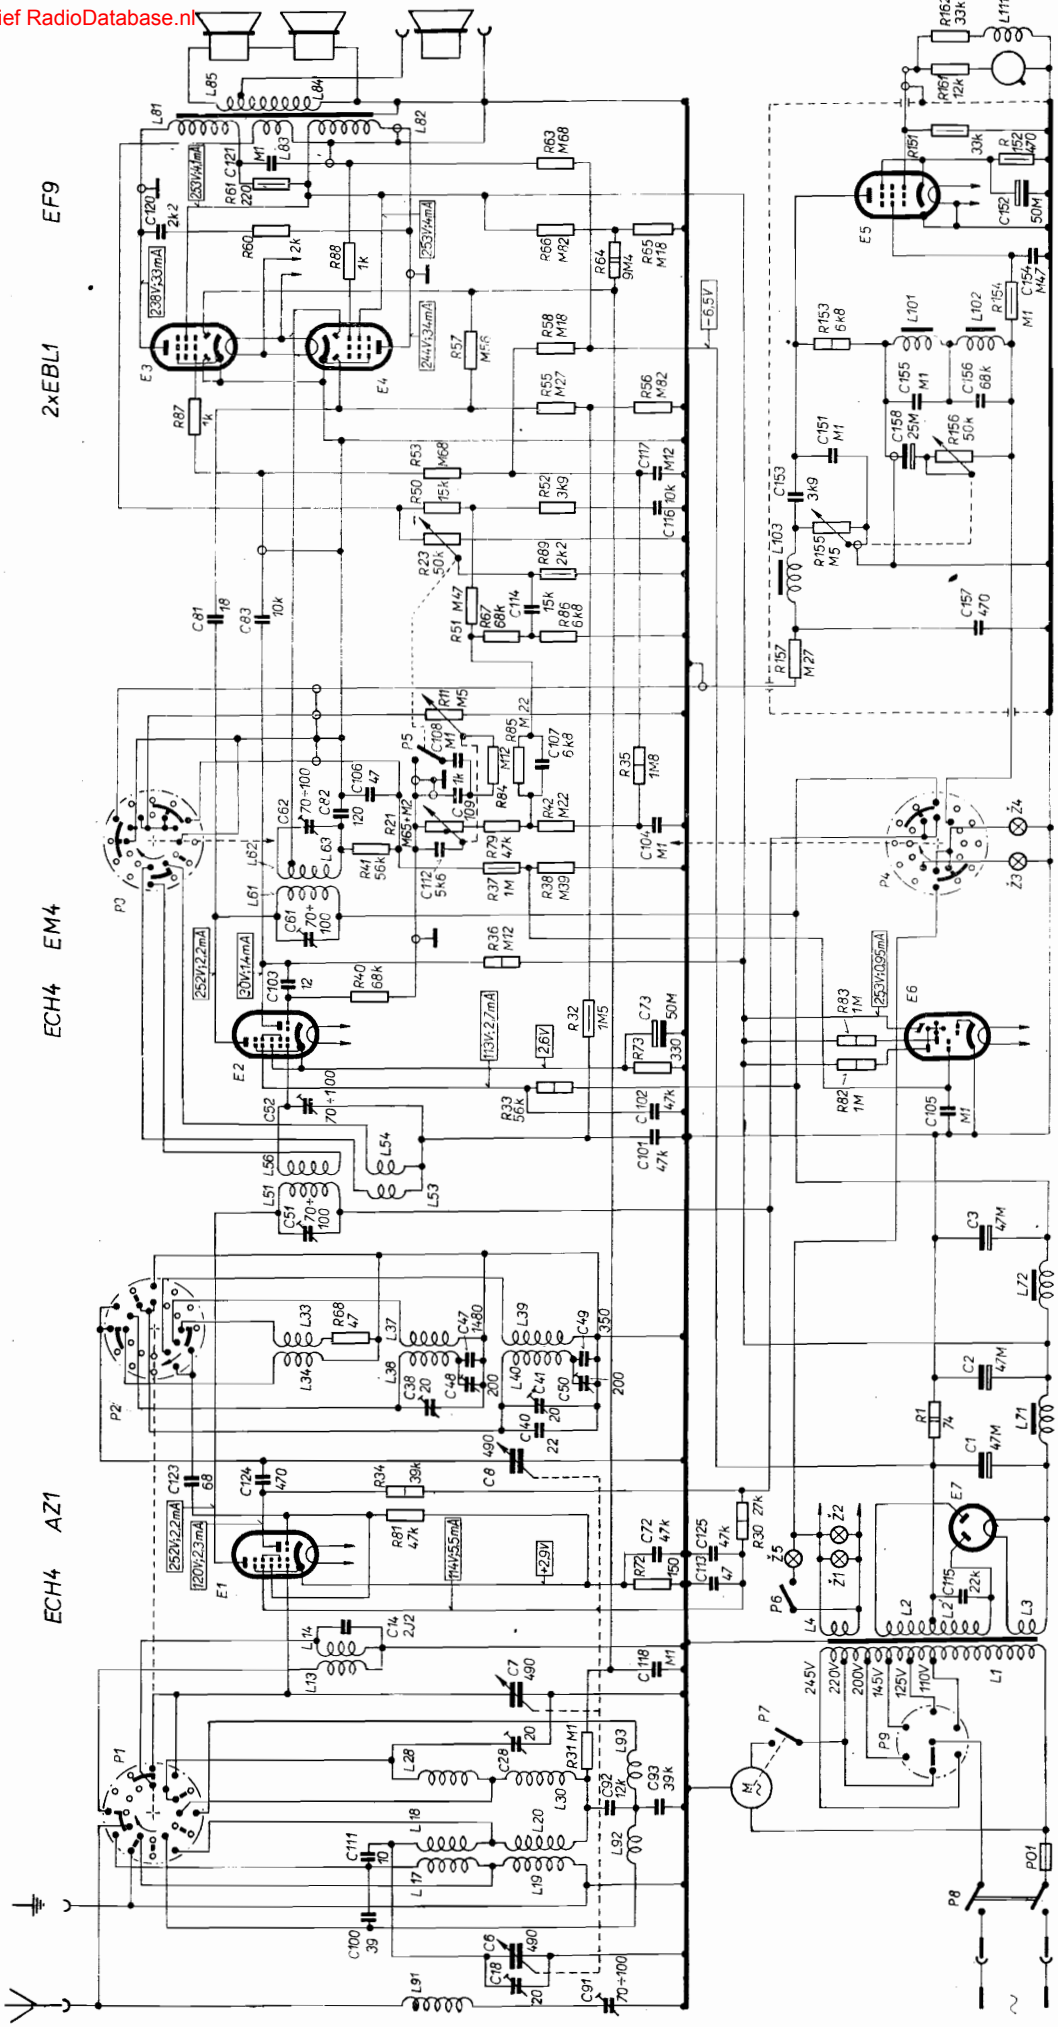 ief RadioDatabase.nl
ECH4 AZ1 ECH4 EM4 2xEBL1 EF9
L85
L84
L81
L82
L83
C121
M1
R61
220
C120
2k2
253V;4,1mA
238V;33mA
R60
2k
R88
1k
253V;4mA
244V;34mA
E3
E4
R87
1k
R63
M68
R66
M82
R64
9M4
R65
M18
R57
M56
R58
M18
R55
M27
R56
M82
-6,5V
R53
M68
R50
15k
R52
3k9
C117
M12
C116
10k
R23
50k
R89
2k2
R51
M47
R67
68k
C114
15k
R86
6k8
C81
18
C83
10k
R162
33k
L111
R161
12k
R151
33k
R152
470
C152
50M
E5
R154
M1
C154
M47
R153
6k8
L101
L102
C155
M1
C156
68k
C158
25M
R156
50k
C151
M1
C153
3k9
L103
R155
M5
C157
470
R157
M27
P3
C62
70÷100
L62
L63
C82
120
C106
47
L61
C61
70÷
100
R41
56k
R21
M65+M2
P5
R11
M5
C108
M1
1k
C109
C112
5k6
M12
R84
R85
M22
C107
6k8
R79
47k
R42
M22
R37
1M
R38
M39
R35
1M8
C104
M1
P4
Ž3
Ž4
252V;2,2mA
30V;1,4mA
C103
12
R40
68k
R36
M12
113V;2,7mA
2,6V
R32
1M5
C73
50M
R73
330
R33
56k
C102
47k
C101
47k
E2
C52
70÷100
L56
L51
C51
70÷
100
L54
L53
253V;0,95mA
R83
1M
R82
1M
E6
C105
M1
P2
L33
R68
47
L34
L37
L38
C47
1480
C38
20
C48
200
L39
L40
C49
350
C41
20
C50
200
C40
22
C8
490
C123
68
C124
470
252V;2,2mA
120V;2,3mA
R34
39k
R81
47k
114V;5,5mA
+2,9V
E1
C72
47k
R72
150
C125
47k
C113
47
R30
27k
C3
47M
L72
C2
47M
L71
R1
74
C1
47M
E7
C115
22k
Ž5
Ž2
Ž1
P6
L4
L2
L2'
L3
L1
245V
220V
200V
145V
125V
110V
P9
P7
M
~
P8
PO1
~
P1
L14
L13
C14
2J2
C7
490
C118
M1
L28
C28
20
R31 M1
L30
L18
L17
L20
L19
C92
12k
L93
C93
39k
L92
C111
10
C100
39
C6
490
C18
20
L91
C91
70÷100